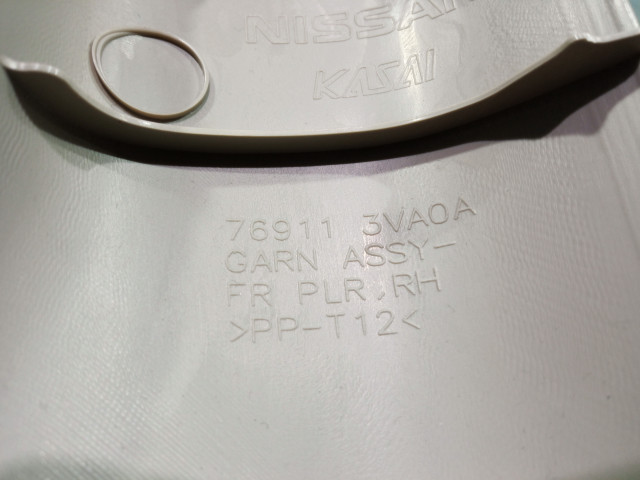 NISSAN
KASAI
76911 3VA0A
GARN ASSY-
FR PLR,RH
>PP-T12<